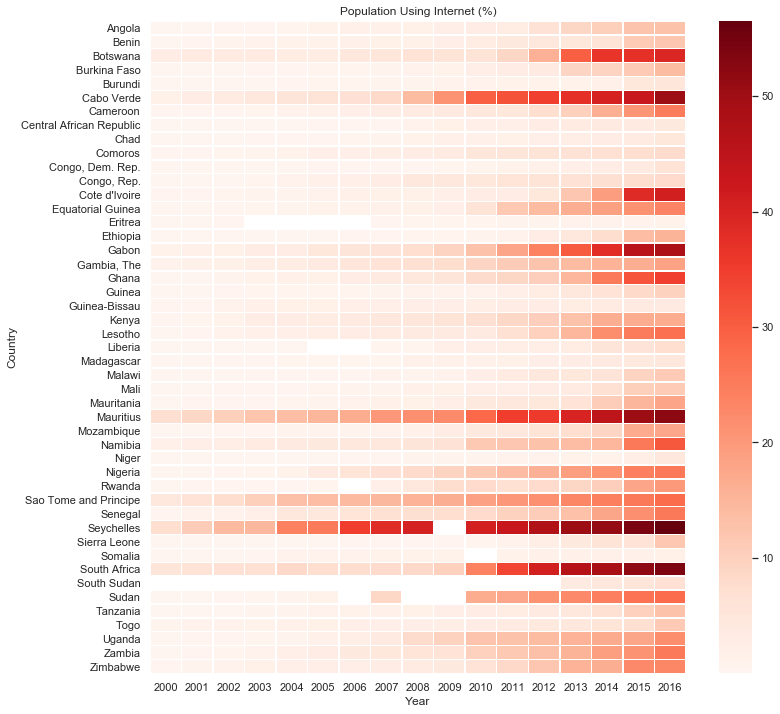 Population Using Internet (%)
Angola
Benin
Botswana
Burkina Faso
Burundi
Cabo Verde
Cameroon
Central African Republic
Chad
Comoros
Congo, Dem. Rep.
Congo, Rep.
Cote d'Ivoire
Equatorial Guinea
Eritrea
Ethiopia
Gabon
Gambia, The
Ghana
Guinea
Guinea-Bissau
Kenya
Lesotho
Liberia
Madagascar
Malawi
Mali
Mauritania
Mauritius
Mozambique
Namibia
Niger
Nigeria
Rwanda
Sao Tome and Principe
Senegal
Seychelles
Sierra Leone
Somalia
South Africa
South Sudan
Sudan
Tanzania
Togo
Uganda
Zambia
Zimbabwe
Country
2000 2001 2002 2003 2004 2005 2006 2007 2008 2009 2010 2011 2012 2013 2014 2015 2016
Year
50
40
30
20
10